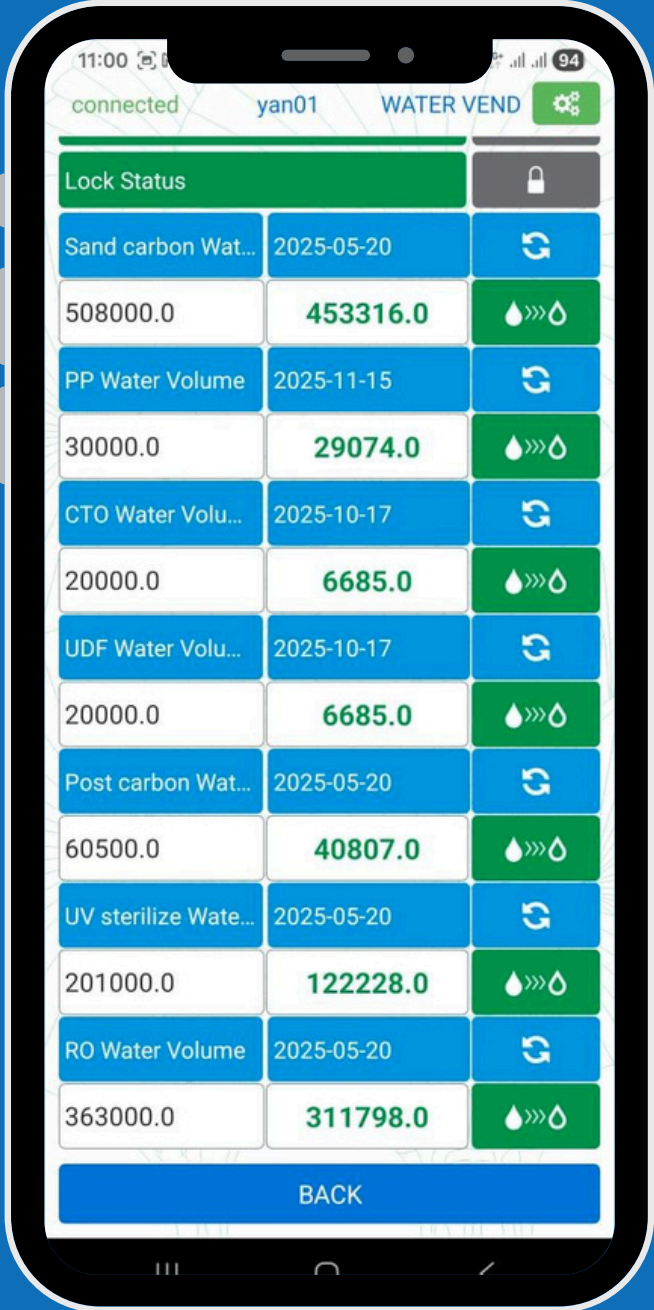 11:00 94
connected yan01 WATER VEND
Lock Status
Sand carbon Wat... 2025-05-20
508000.0 453316.0
PP Water Volume 2025-11-15
30000.0 29074.0
CTO Water Volu... 2025-10-17
20000.0 6685.0
UDF Water Volu... 2025-10-17
20000.0 6685.0
Post carbon Wat... 2025-05-20
60500.0 40807.0
UV sterilize Wate... 2025-05-20
201000.0 122228.0
RO Water Volume 2025-05-20
363000.0 311798.0
BACK